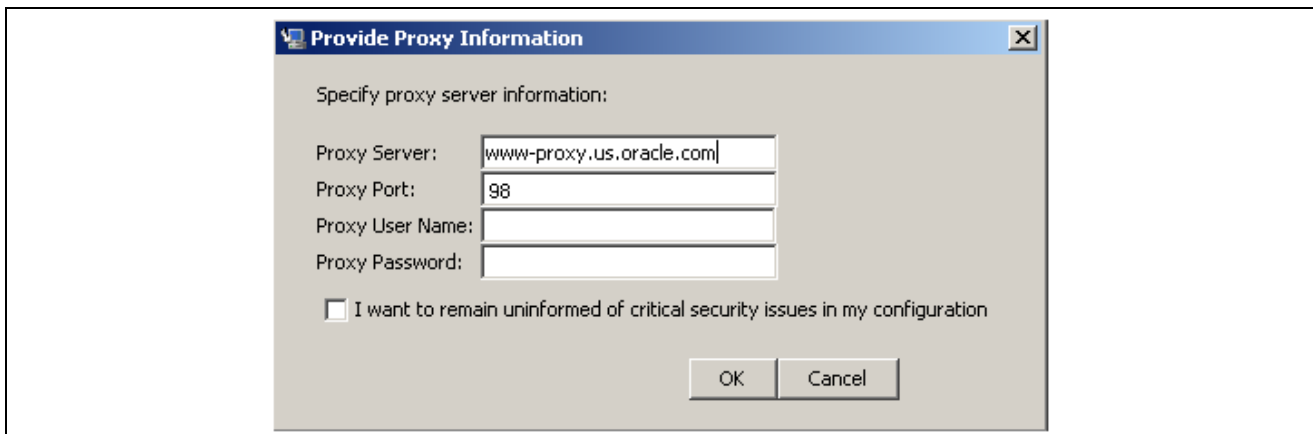 Provide Proxy Information
Specify proxy server information:
Proxy Server: www-proxy.us.oracle.com
Proxy Port: 98
Proxy User Name:
Proxy Password:
I want to remain uninformed of critical security issues in my configuration
OK Cancel